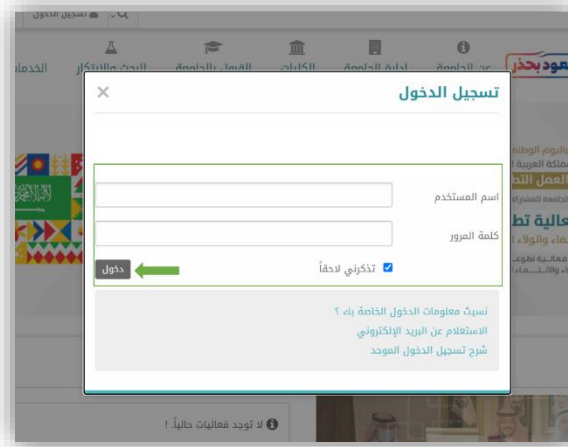 تسجيل الدخول
عن الجامعة
إدارة الجامعة
الكليات
القبول بالجامعة
البحث والابتكار
الخدمات
نعود بحذر
تسجيل الدخول
×
اسم المستخدم
كلمة المرور
تذكرني لاحقاً
دخول
نسيت معلومات الدخول الخاصة بك ؟
الاستعلام عن البريد الإلكتروني
شرح تسجيل الدخول الموحد
لا توجد فعاليات حالياً. !